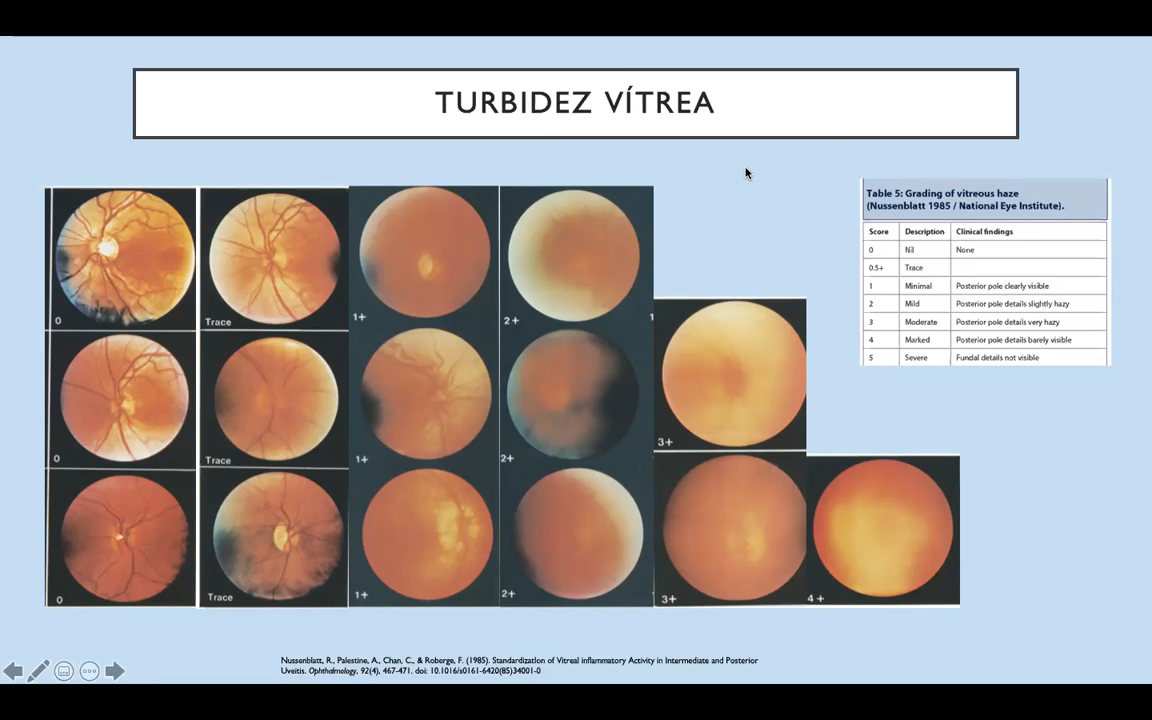 TURBIDEZ VÍTREA
0
Trace
1+
2+
0
Trace
1+
2+
3+
0
Trace
1+
2+
3+
4+
Table 5: Grading of vitreous haze
(Nussenblatt 1985 / National Eye Institute).
Score Description Clinical findings
0 Nil None
0.5+ Trace
1 Minimal Posterior pole clearly visible
2 Mild Posterior pole details slightly hazy
3 Moderate Posterior pole details very hazy
4 Marked Posterior pole details barely visible
5 Severe Fundal details not visible
Nussenblatt, R., Palestine, A., Chan, C., & Roberge, F. (1985). Standardization of Vitreal inflammatory Activity in Intermediate and Posterior
Uveitis. Ophthalmology, 92(4), 467-471. doi: 10.1016/s0161-6420(85)34001-0